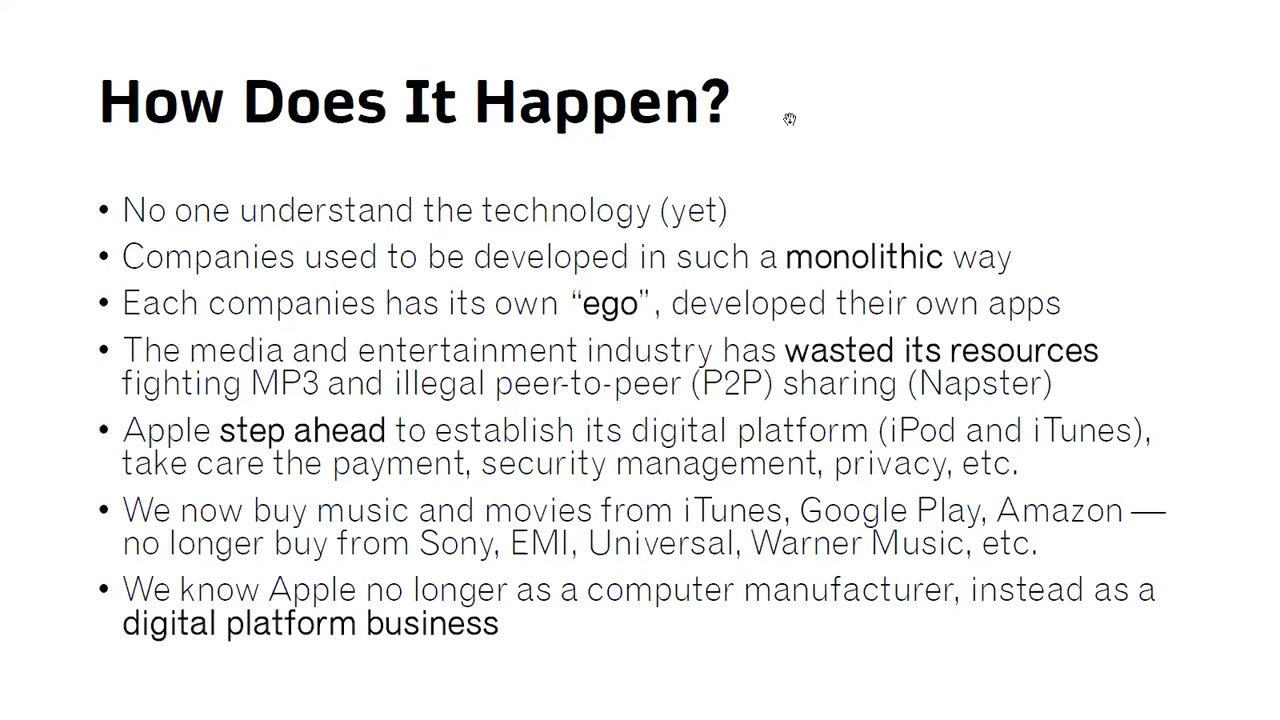 How Does It Happen?
• No one understand the technology (yet)
• Companies used to be developed in such a monolithic way
• Each companies has its own “ego”, developed their own apps
• The media and entertainment industry has wasted its resources
fighting MP3 and illegal peer-to-peer (P2P) sharing (Napster)
• Apple step ahead to establish its digital platform (iPod and iTunes),
take care the payment, security management, privacy, etc.
• We now buy music and movies from iTunes, Google Play, Amazon —
no longer buy from Sony, EMI, Universal, Warner Music, etc.
• We know Apple no longer as a computer manufacturer, instead as a
digital platform business